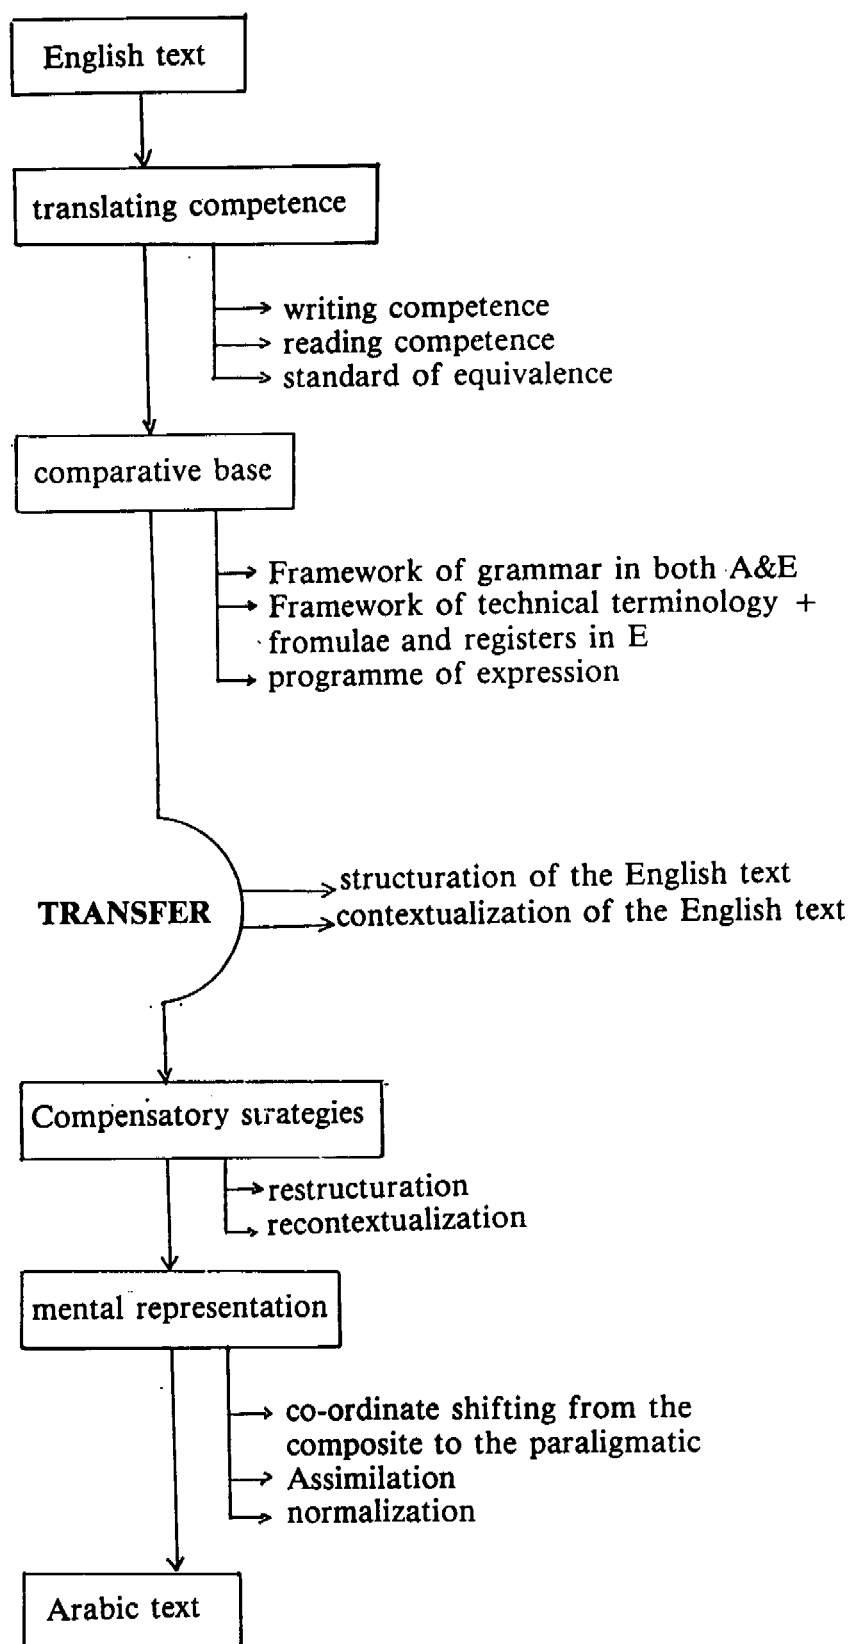 English text
translating competence
writing competence
reading competence
standard of equivalence
comparative base
Framework of grammar in both A&E
Framework of technical terminology +
fromulae and registers in E
programme of expression
TRANSFER
structuration of the English text
contextualization of the English text
Compensatory strategies
restructuration
recontextualization
mental representation
co-ordinate shifting from the
composite to the paraligmatic
Assimilation
normalization
Arabic text